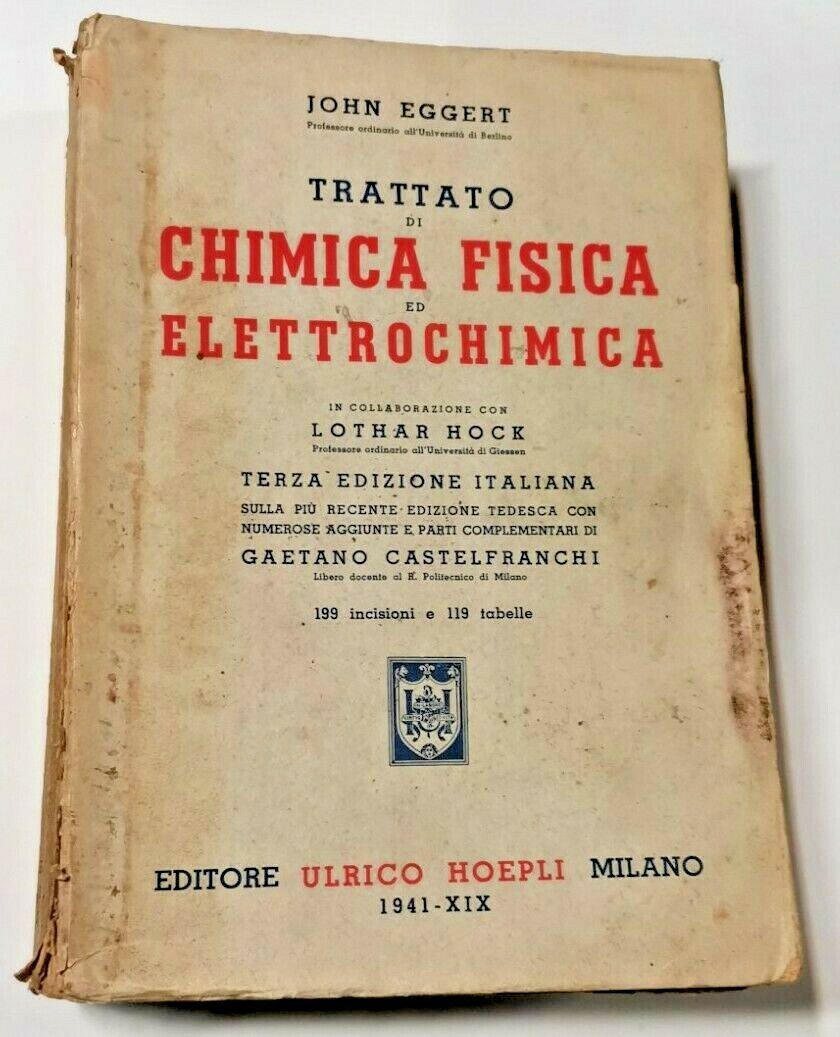 JOHN EGGERT
Professore ordinario all'Università di Berlino
TRATTATO
DI
CHIMICA FISICA
ED
ELETTROCHIMICA
IN COLLABORAZIONE CON
LOTHAR HOCK
Professore ordinario all'Università di Giessen
TERZA EDIZIONE ITALIANA
SULLA PIÙ RECENTE EDIZIONE TEDESCA CON
NUMEROSE AGGIUNTE E PARTI COMPLEMENTARI DI
GAETANO CASTELFRANCHI
Libero docente al R. Politecnico di Milano
199 incisioni e 119 tabelle
EDITORE ULRICO HOEPLI MILANO
1941-XIX